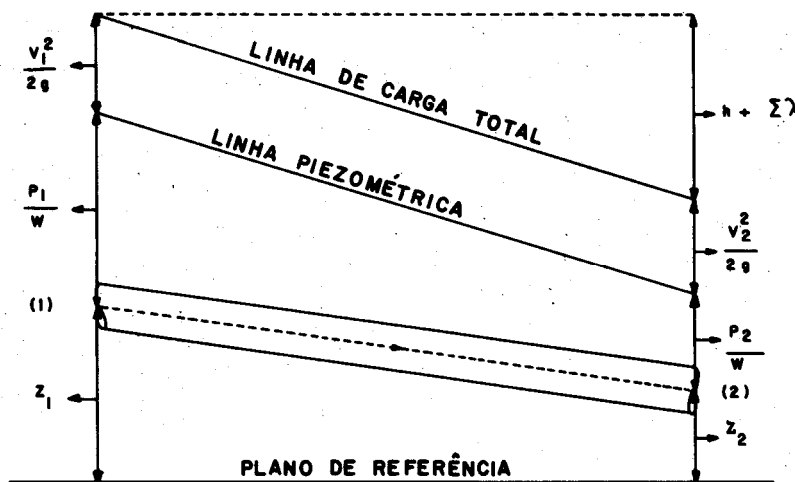 V₁²
2g
LINHA DE CARGA TOTAL
h + Σλ
LINHA PIEZOMÉTRICA
P₁
W
V₂²
2g
(1)
P₂
W
Z₁
(2)
Z₂
PLANO DE REFERÊNCIA